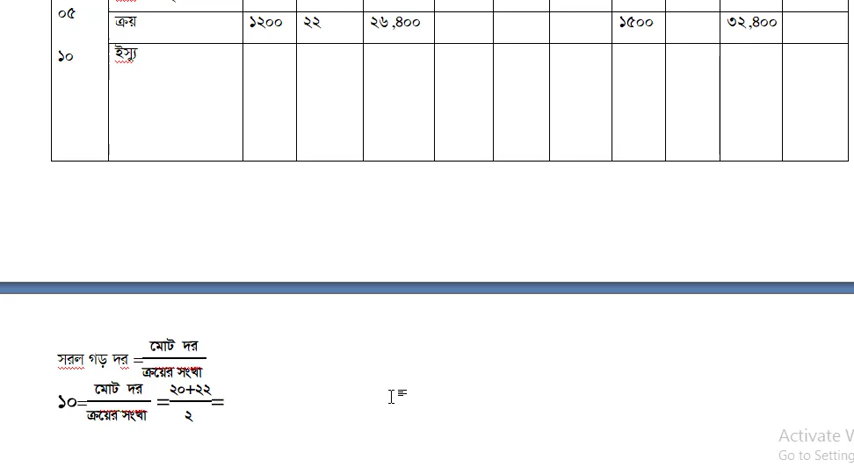 ০৫
ক্রয় ১২০০ ২২ ২৬,৪০০ ১৫০০ ৩২,৪০০
১০ ইস্যু
সরল গড় দর = মোট দর / ক্রয়ের সংখা
১০= মোট দর / ক্রয়ের সংখা = ২০+২২ / ২ =
Activate W
Go to Setting